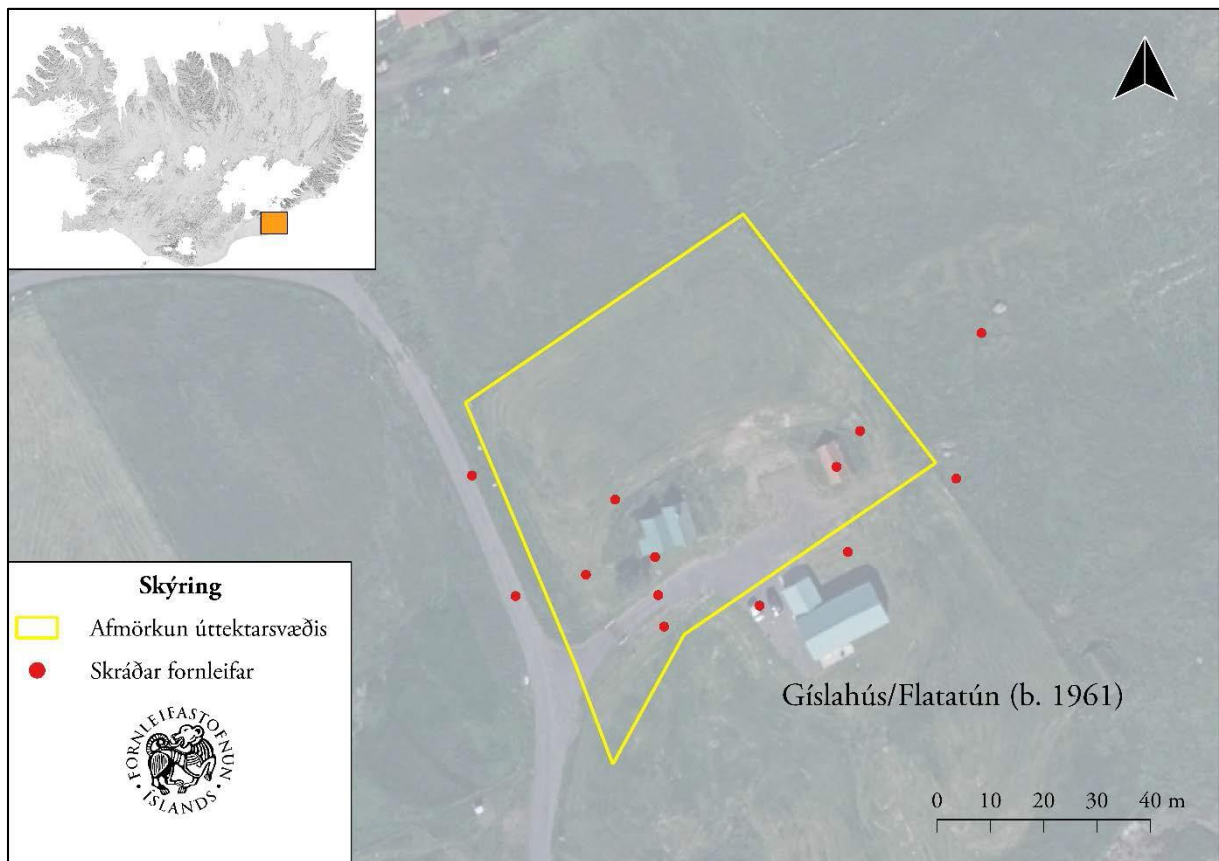 Skýring
Afmörkun úttektarsvæðis
Skráðar fornleifar
FORNLEIFASTOFNUN
• ÍSLANDS •
Gíslahús/Flatatún (b. 1961)
0 10 20 30 40 m